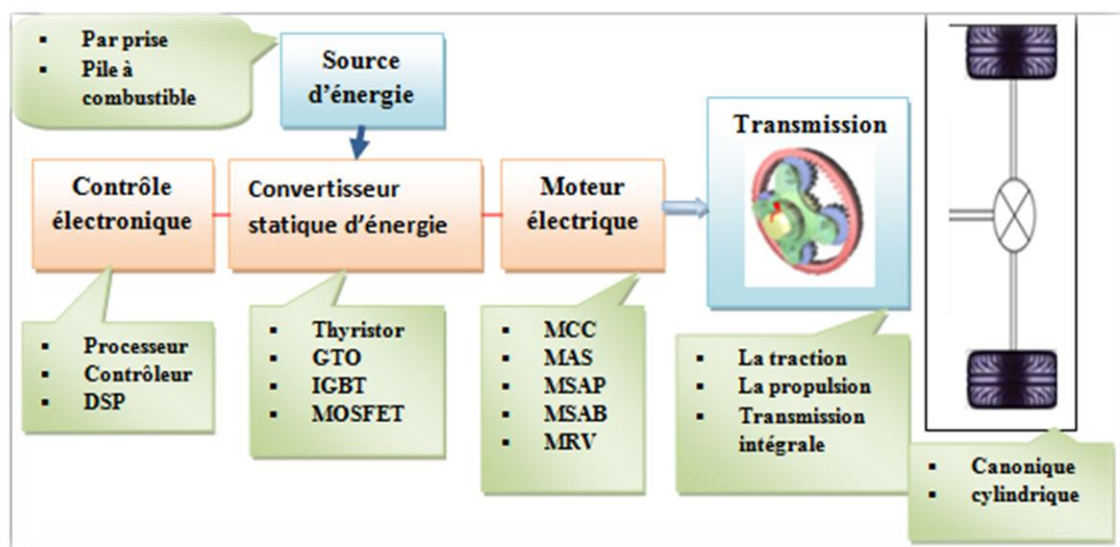 Par prise
Pile à
combustible
Source
d'énergie
Transmission
Contrôle
électronique
Convertisseur
statique d'énergie
Moteur
électrique
Processeur
Contrôleur
DSP
Thyristor
GTO
IGBT
MOSFET
MCC
MAS
MSAP
MSAB
MRV
La traction
La propulsion
Transmission
intégrale
Canonique
cylindrique